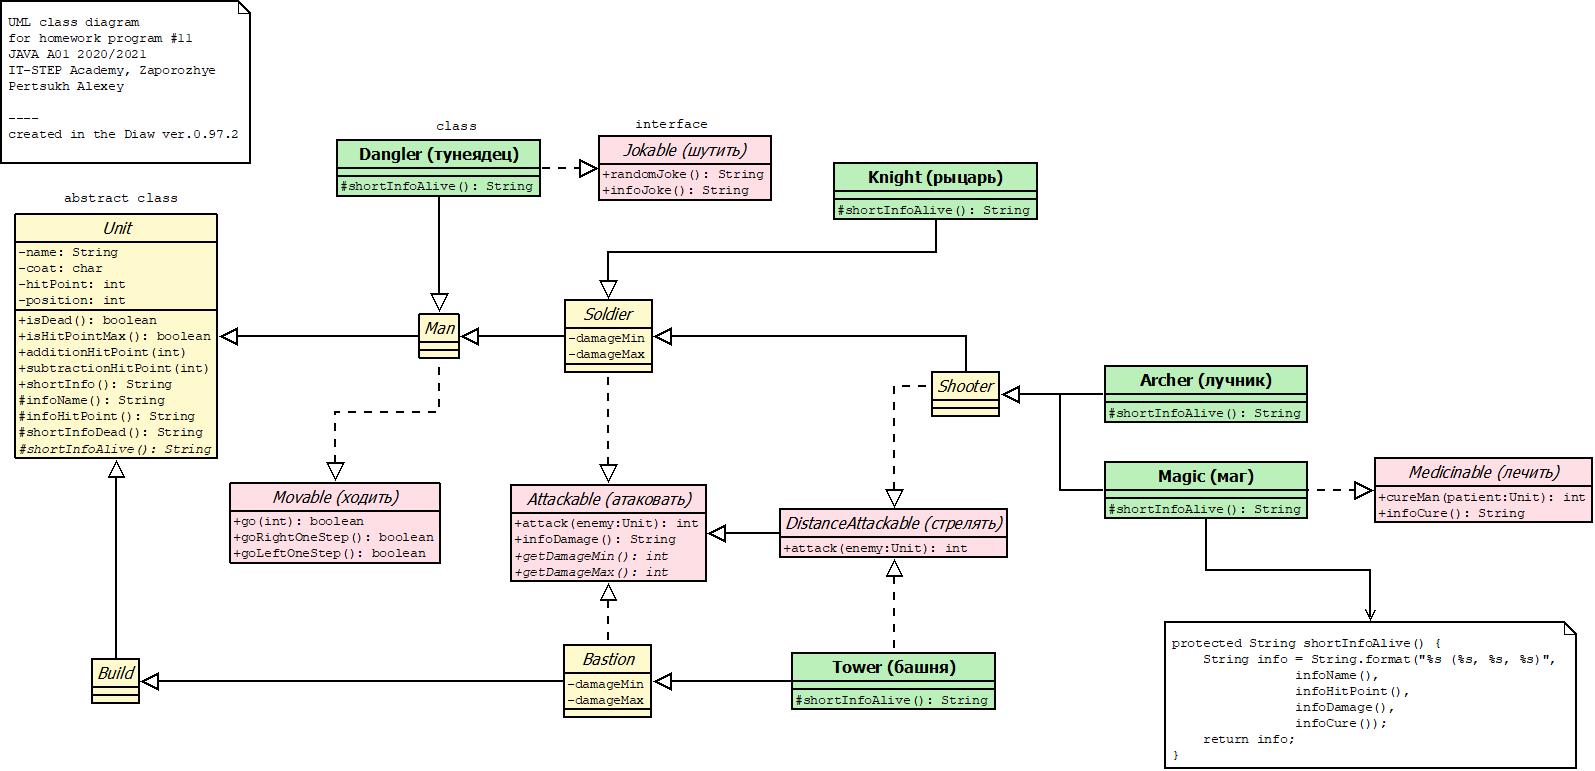 UML class diagram
for homework program #11
JAVA A01 2020/2021
IT-STEP Academy, Zaporozhye
Pertsukh Alexey
----
created in the Diaw ver.0.97.2
class
Dangler (тунеядец)
#shortInfoAlive(): String
interface
Jokable (шутить)
+randomJoke(): String
+infoJoke(): String
Knight (рыцарь)
#shortInfoAlive(): String
abstract class
Unit
-name: String
-coat: char
-hitPoint: int
-position: int
+isDead(): boolean
+isHitPointMax(): boolean
+additionHitPoint(int)
+subtractionHitPoint(int)
+shortInfo(): String
#infoName(): String
#infoHitPoint(): String
#shortInfoDead(): String
#shortInfoAlive(): String
Man
Soldier
-damageMin
-damageMax
Shooter
Archer (лучник)
#shortInfoAlive(): String
Magic (маг)
#shortInfoAlive(): String
Medicinable (лечить)
+cureMan(patient:Unit): int
+infoCure(): String
Movable (ходить)
+go(int): boolean
+goRightOneStep(): boolean
+goLeftOneStep(): boolean
Attackable (атаковать)
+attack(enemy:Unit): int
+infoDamage(): String
+getDamageMin(): int
+getDamageMax(): int
DistanceAttackable (стрелять)
+attack(enemy:Unit): int
Build
Bastion
-damageMin
-damageMax
Tower (башня)
#shortInfoAlive(): String
protected String shortInfoAlive() {
    String info = String.format("%s (%s, %s, %s)",
                infoName(),
                infoHitPoint(),
                infoDamage(),
                infoCure());
    return info;
}